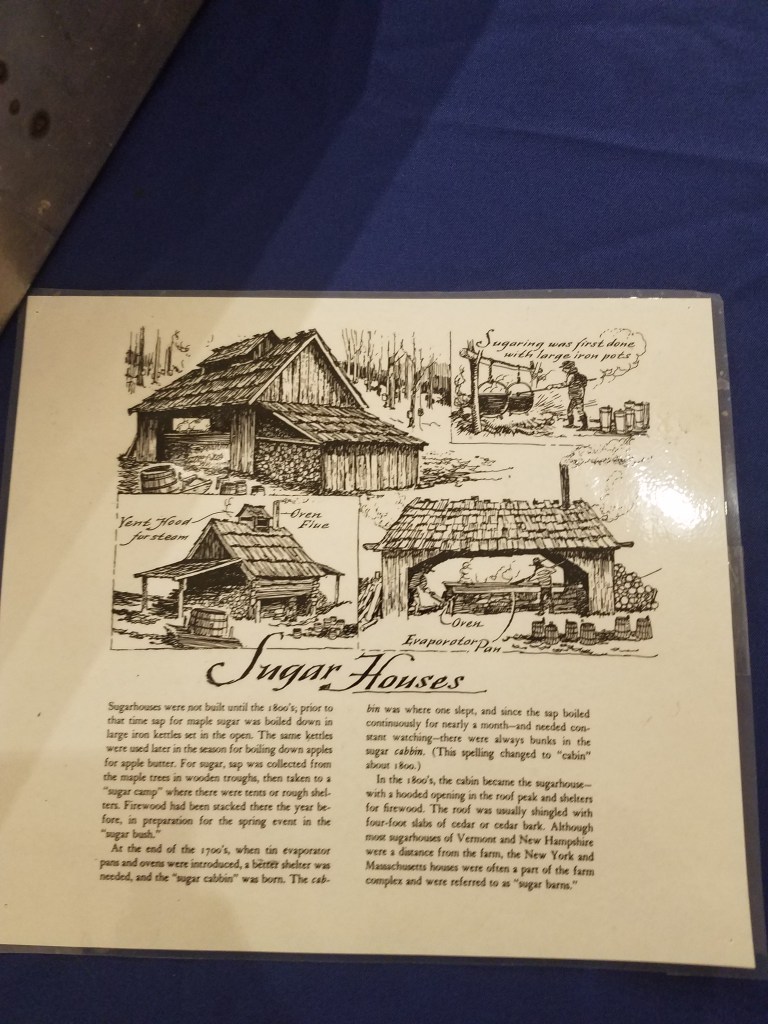 Sugaring was first done
with large iron pots
Vent Hood
for steam
Oven
Flue
Oven
Evaporator Pan
Sugar Houses
Sugarhouses were not built until the 1800's; prior to
that time sap for maple sugar was boiled down in
large iron kettles set in the open. The same kettles
were used later in the season for boiling down apples
for apple butter. For sugar, sap was collected from
the maple trees in wooden troughs, then taken to a
"sugar camp" where there were tents or rough shel-
ters. Firewood had been stacked there the year be-
fore, in preparation for the spring event in the
"sugar bush."
At the end of the 1700's, when tin evaporator
pans and ovens were introduced, a better shelter was
needed, and the "sugar cabbin" was born. The cab-
bin was where one slept, and since the sap boiled
continuously for nearly a month—and needed con-
stant watching—there were always bunks in the
sugar cabbin. (This spelling changed to "cabin"
about 1800.)
In the 1800's, the cabin became the sugarhouse—
with a hooded opening in the roof peak and shelters
for firewood. The roof was usually shingled with
four-foot slabs of cedar or cedar bark. Although
most sugarhouses of Vermont and New Hampshire
were a distance from the farm, the New York and
Massachusetts houses were often a part of the farm
complex and were referred to as "sugar barns."